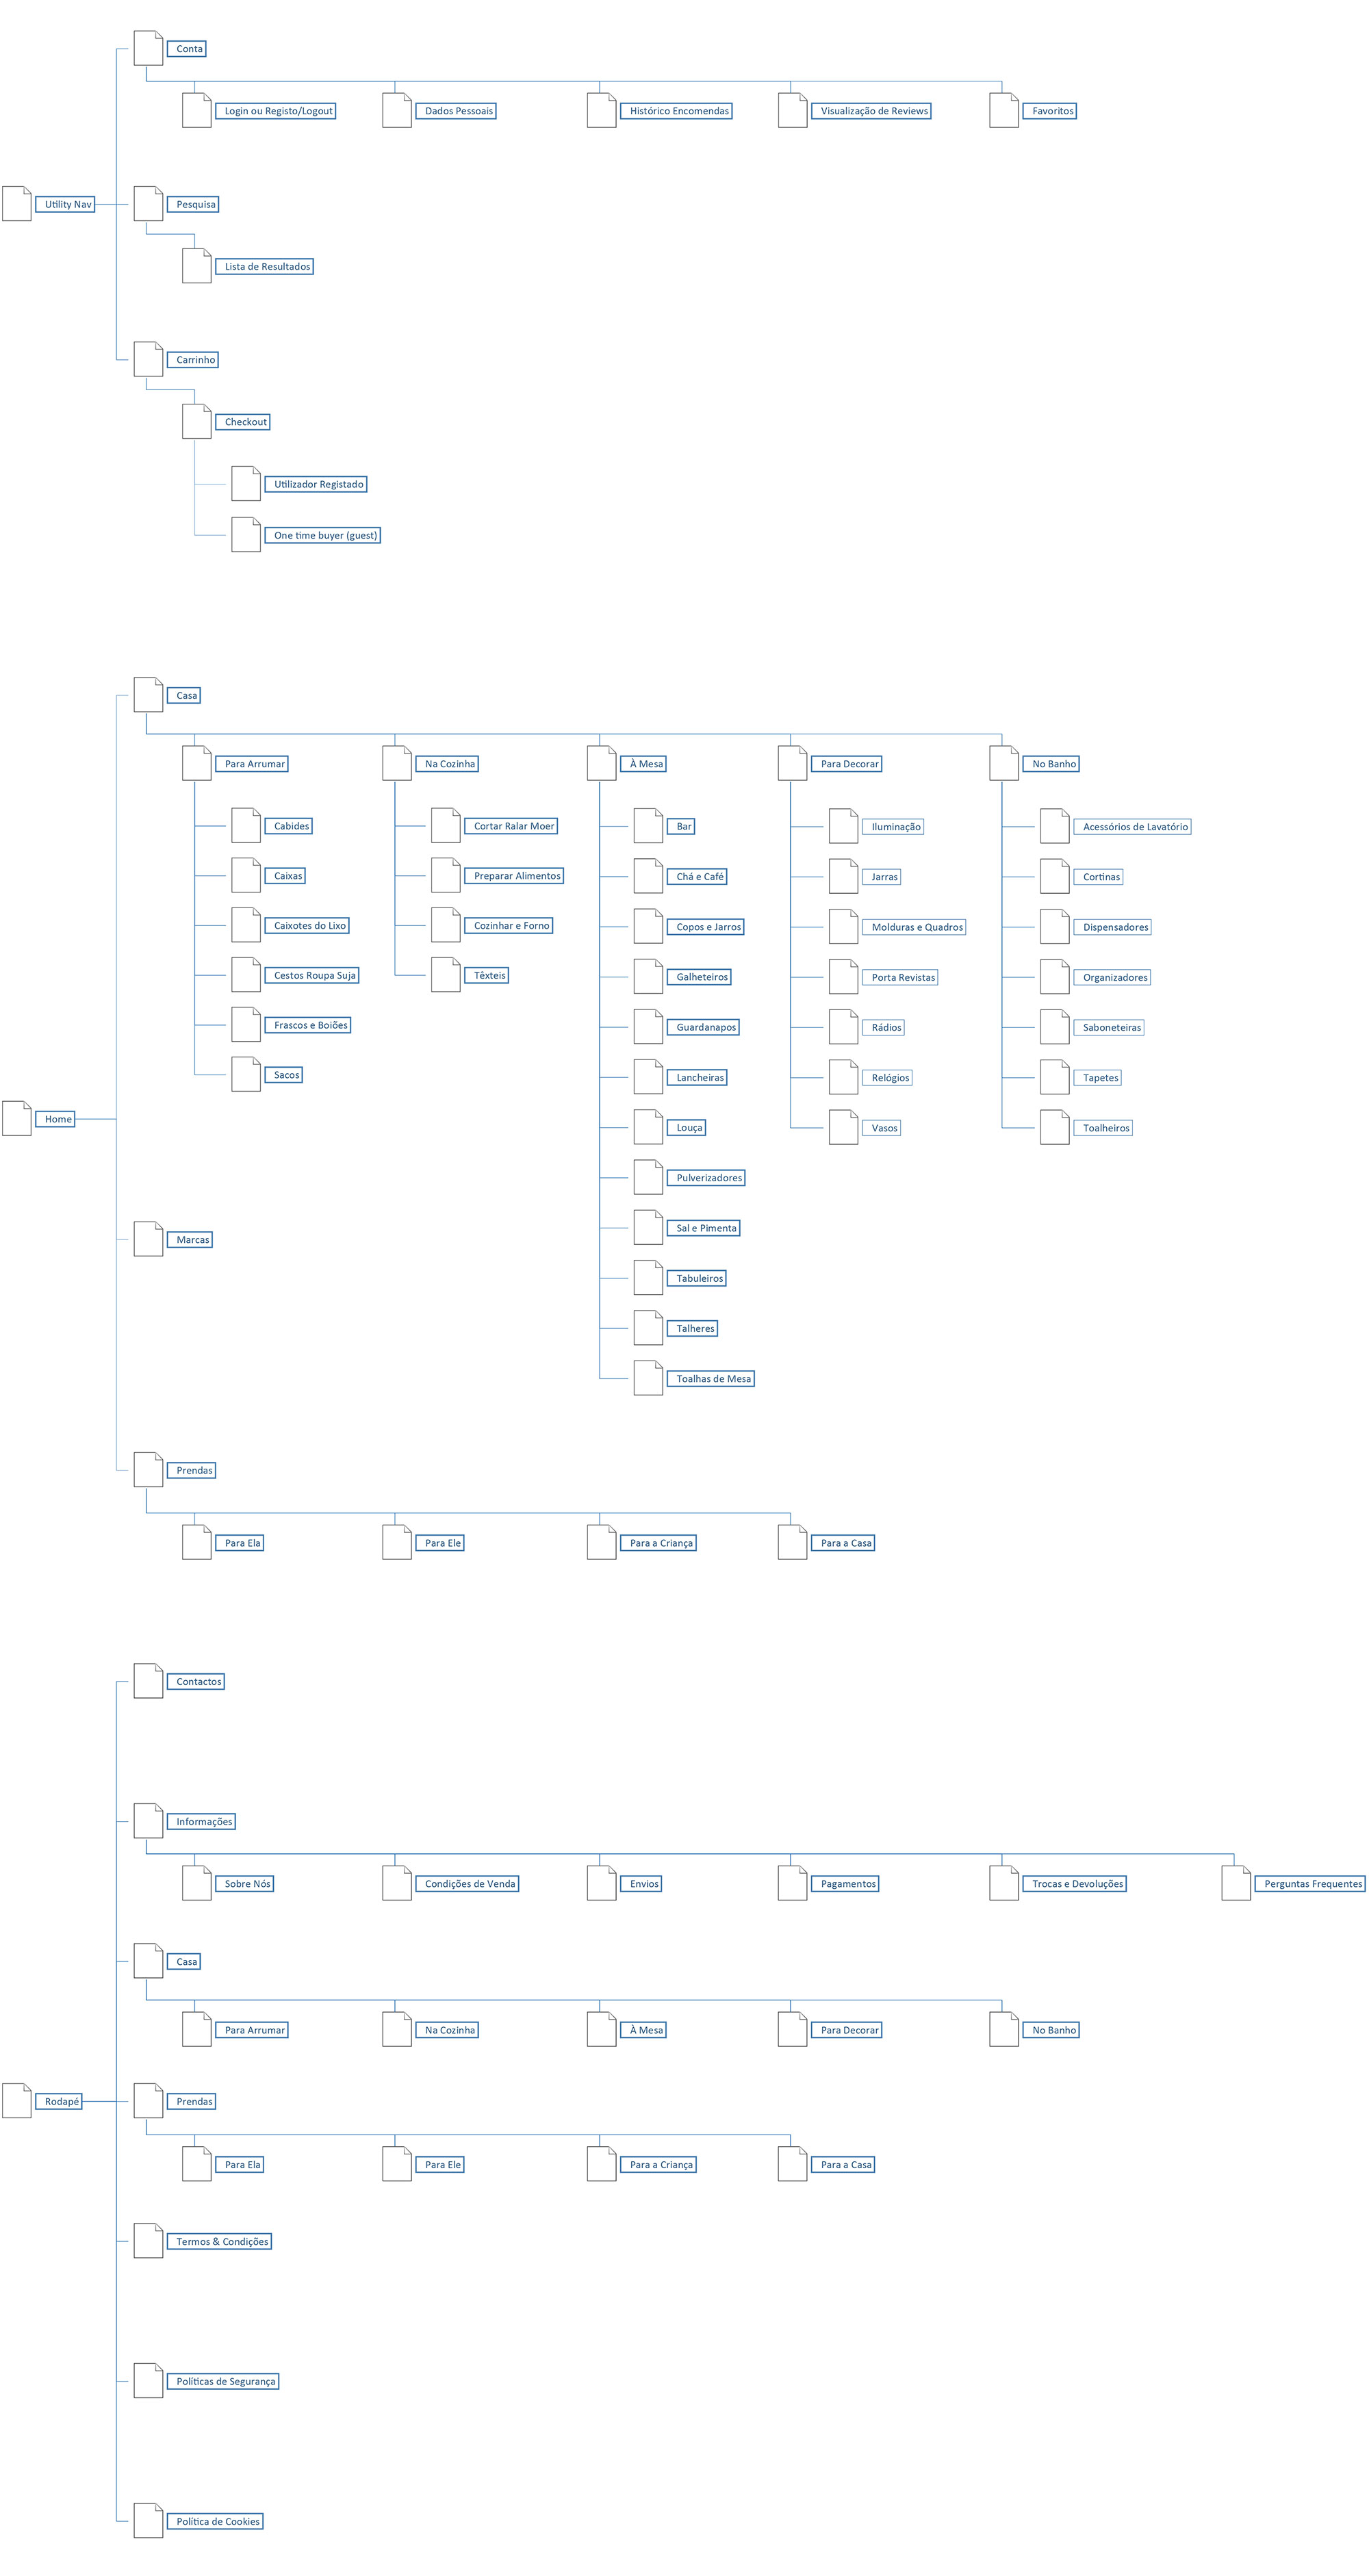 Conta
Login ou Registo/Logout
Dados Pessoais
Histórico Encomendas
Visualização de Reviews
Favoritos
Utility Nav
Pesquisa
Lista de Resultados
Carrinho
Checkout
Utilizador Registado
One time buyer (guest)
Casa
Para Arrumar
Na Cozinha
À Mesa
Para Decorar
No Banho
Cabides
Cortar Ralar Moer
Bar
Iluminação
Acessórios de Lavatório
Caixas
Preparar Alimentos
Chá e Café
Jarras
Cortinas
Caixotes do Lixo
Cozinhar e Forno
Copos e Jarros
Molduras e Quadros
Dispensadores
Cestos Roupa Suja
Têxteis
Galheteiros
Porta Revistas
Organizadores
Frascos e Boiões
Guardanapos
Rádios
Saboneteiras
Sacos
Lancheiras
Relógios
Tapetes
Home
Louça
Vasos
Toalheiros
Pulverizadores
Marcas
Sal e Pimenta
Tabuleiros
Talheres
Toalhas de Mesa
Prendas
Para Ela
Para Ele
Para a Criança
Para a Casa
Contactos
Informações
Sobre Nós
Condições de Venda
Envios
Pagamentos
Trocas e Devoluções
Perguntas Frequentes
Casa
Para Arrumar
Na Cozinha
À Mesa
Para Decorar
No Banho
Rodapé
Prendas
Para Ela
Para Ele
Para a Criança
Para a Casa
Termos & Condições
Políticas de Segurança
Política de Cookies